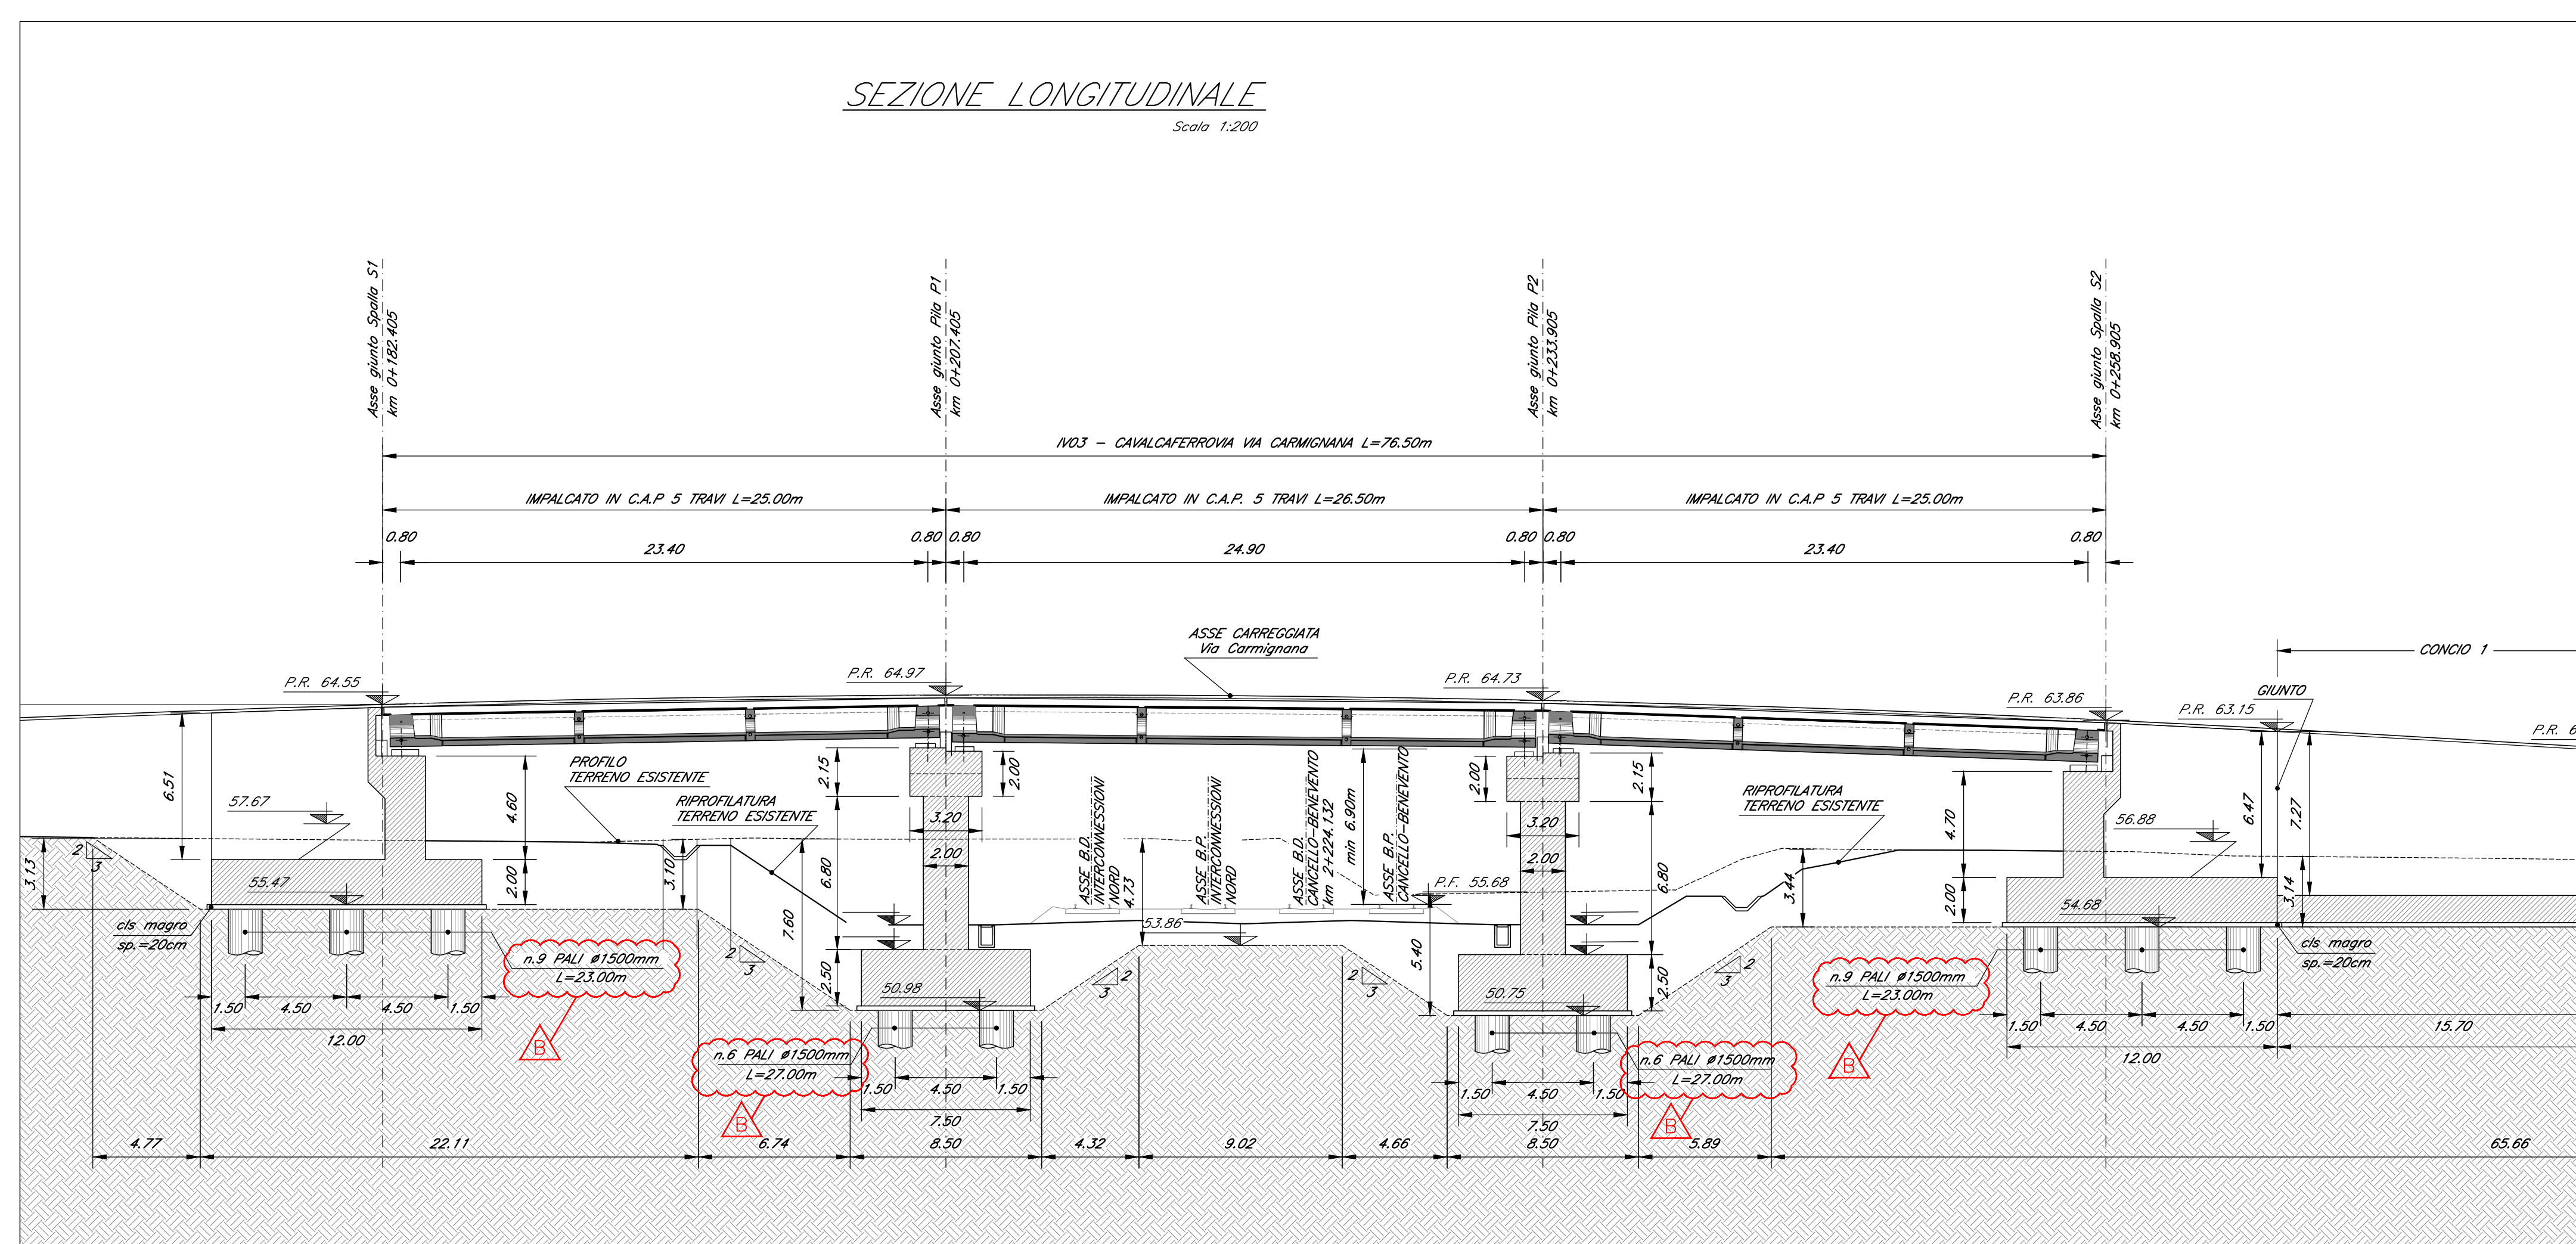 SEZIONE LONGITUDINALE
Scala 1:200
Asse giunto Spalla S1
km 0+182.405
Asse giunto Pila P1
km 0+207.405
Asse giunto Pila P2
km 0+233.905
Asse giunto Spalla S2
km 0+258.905
IV03 - CAVALCAFERROVIA VIA CARMIGNANA L=76.50m
IMPALCATO IN C.A.P 5 TRAVI L=25.00m
IMPALCATO IN C.A.P. 5 TRAVI L=26.50m
IMPALCATO IN C.A.P 5 TRAVI L=25.00m
0.80
23.40
0.80
0.80
24.90
0.80
0.80
23.40
0.80
ASSE CARREGGIATA
Via Carmignana
CONCIO 1
GIUNTO
P.R. 64.55
P.R. 64.97
P.R. 64.73
P.R. 63.86
P.R. 63.15
P.R. 6
PROFILO
TERRENO ESISTENTE
RIPROFILATURA
TERRENO ESISTENTE
RIPROFILATURA
TERRENO ESISTENTE
6.51
57.67
4.60
2.00
55.47
3.13
2
3
cls magro
sp.=20cm
n.9 PALI ø1500mm
L=23.00m
B
1.50
4.50
4.50
1.50
12.00
3.10
2
3
7.60
2.15
2.00
3.20
2.00
6.80
2.50
50.98
n.6 PALI ø1500mm
L=27.00m
B
1.50
4.50
1.50
7.50
ASSE B.D.
INTERCONNESSIONI
NORD
4.73
ASSE B.P.
INTERCONNESSIONI
NORD
ASSE B.D.
CANCELLO-BENEVENTO
km 2+224.132
min 6.90m
ASSE B.P.
CANCELLO-BENEVENTO
P.F. 55.68
53.86
2
3
2
3
5.40
2.00
2.15
3.20
2.00
6.80
2.50
50.75
n.6 PALI ø1500mm
L=27.00m
B
1.50
4.50
1.50
7.50
2
3
3.44
4.70
2.00
56.88
54.68
6.47
7.27
3.14
cls magro
sp.=20cm
n.9 PALI ø1500mm
L=23.00m
B
1.50
4.50
4.50
1.50
12.00
15.70
4.77
22.11
6.74
8.50
4.32
9.02
4.66
8.50
5.89
65.66